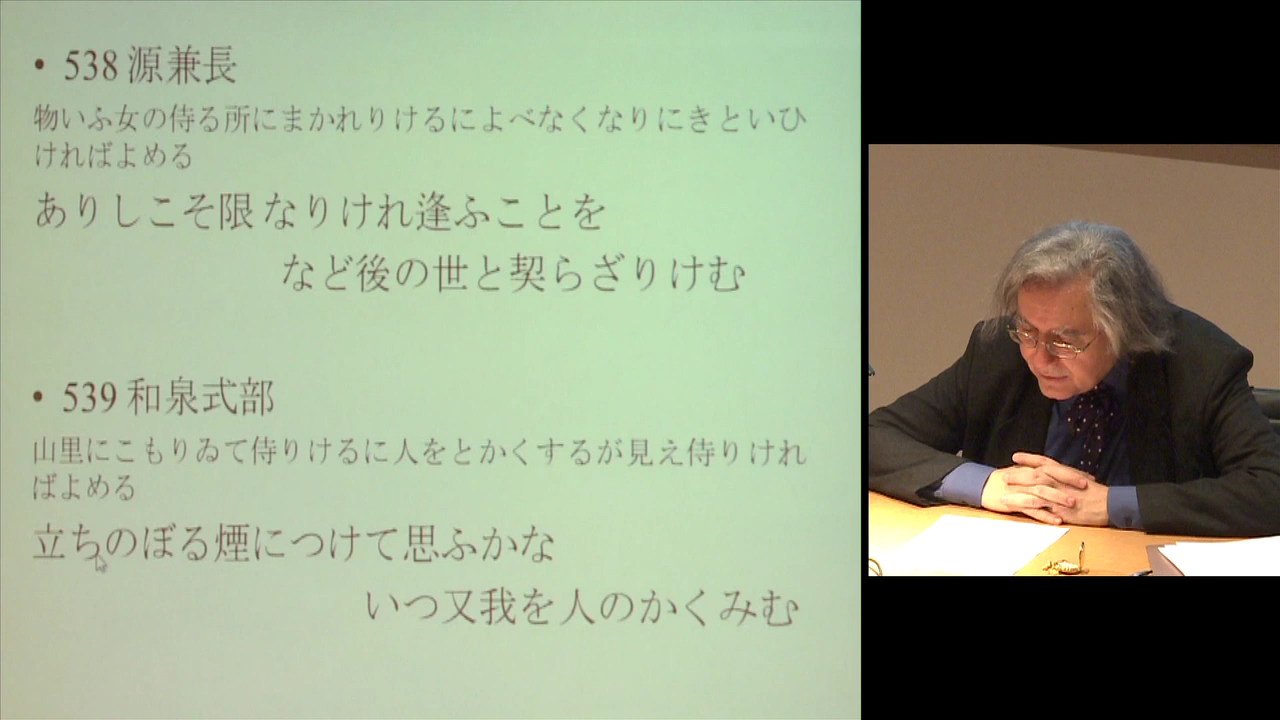 • 538 源兼長
物いふ女の侍る所にまかれりけるによべなくなりにきといひ
ければよめる
ありしこそ限なりけれ逢ふことを
など後の世と契らざりけむ
• 539 和泉式部
山里にこもりゐて侍りけるに人をとかくするが見え侍りけれ
ばよめる
立ちのぼる煙につけて思ふかな
いつ又我を人のかくみむ